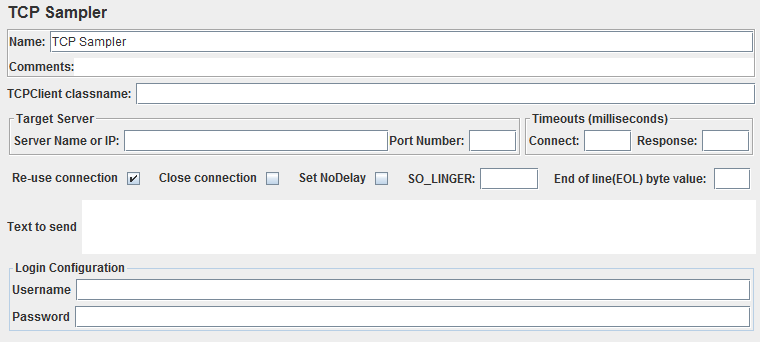 TCP Sampler
Name: TCP Sampler
Comments:
TCPClient classname:
Target Server Timeouts (milliseconds)
Server Name or IP: Port Number: Connect: Response:
Re-use connection Close connection Set NoDelay SO_LINGER: End of line(EOL) byte value:
Text to send
Login Configuration
Username
Password